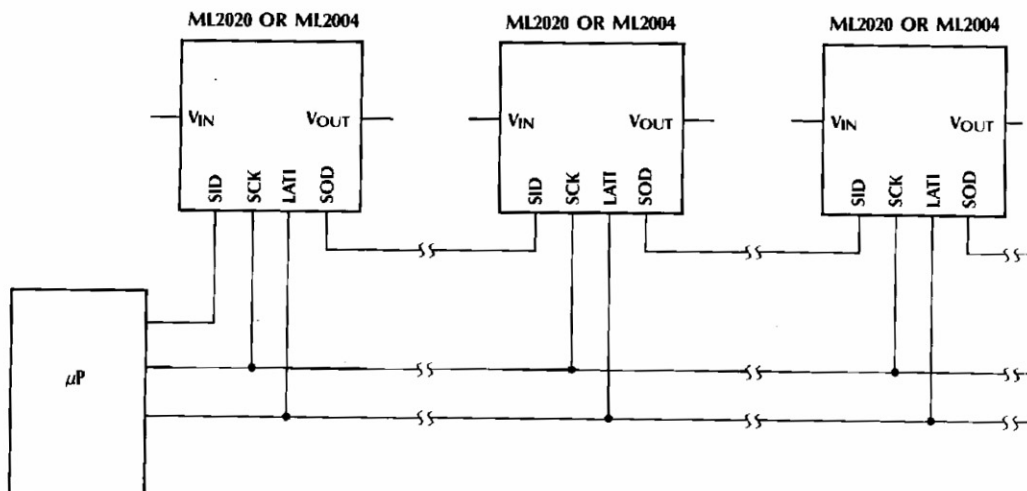 ML2020 OR ML2004
ML2020 OR ML2004
ML2020 OR ML2004
VIN
VOUT
VIN
VOUT
VIN
VOUT
SID
SCK
LATI
SOD
SID
SCK
LATI
SOD
SID
SCK
LATI
SOD
μP